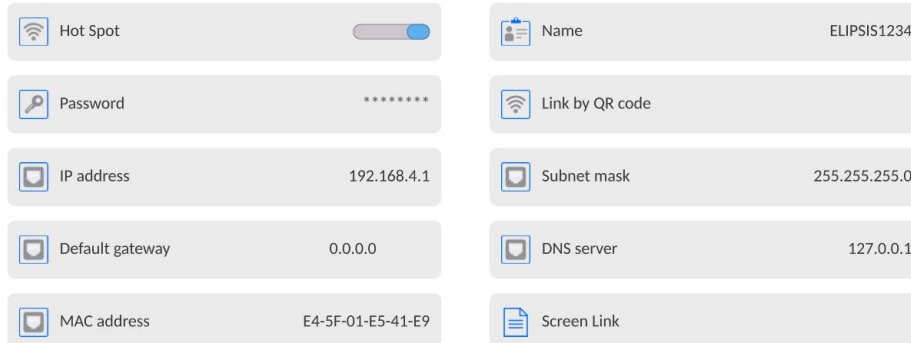 Hot Spot
Name ELIPSIS1234
Password ********
Link by QR code
IP address 192.168.4.1
Subnet mask 255.255.255.0
Default gateway 0.0.0.0
DNS server 127.0.0.1
MAC address E4-5F-01-E5-41-E9
Screen Link